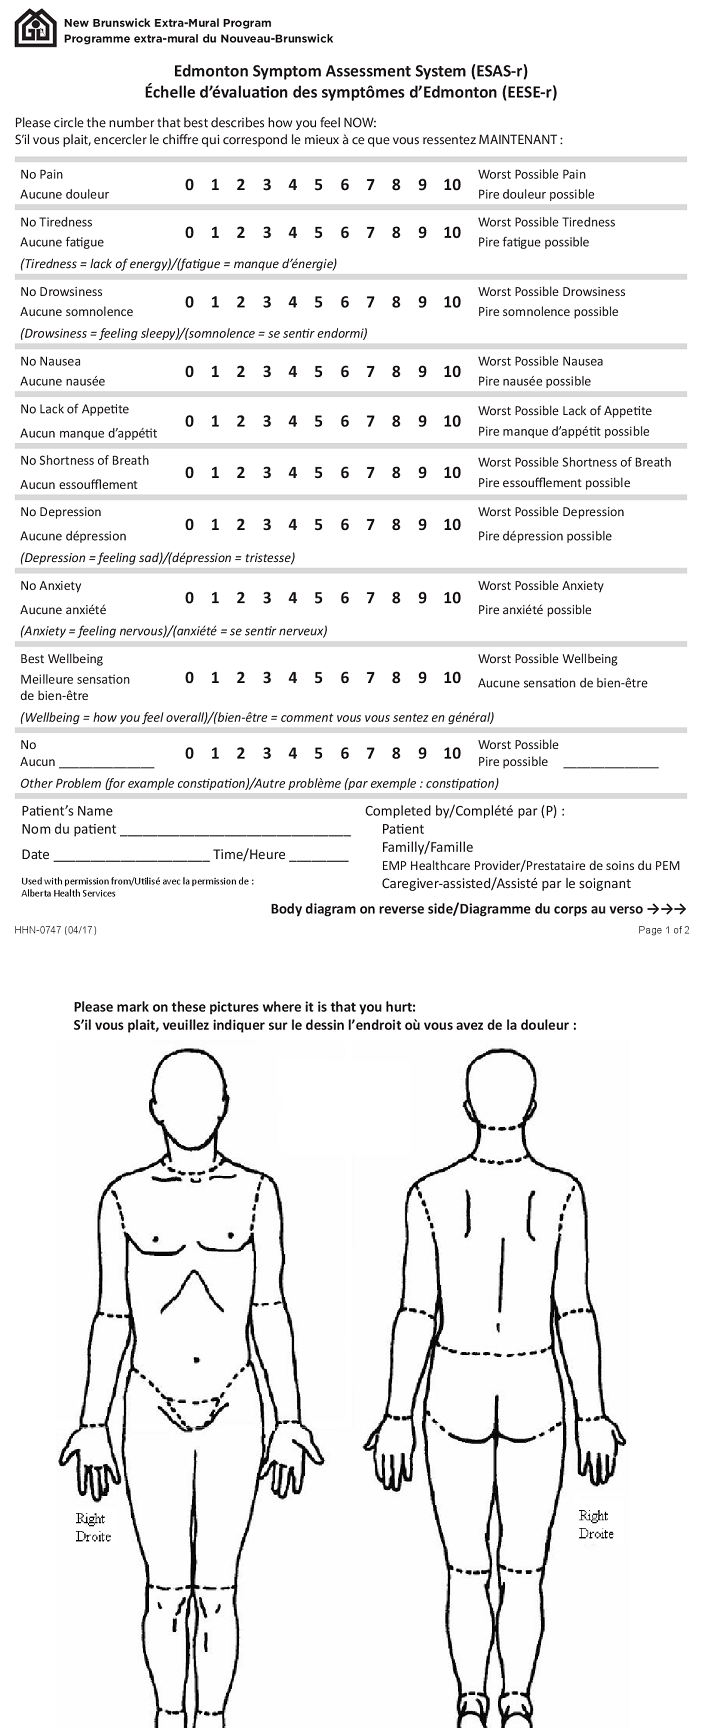 New Brunswick Extra-Mural Program
Programme extra-mural du Nouveau-Brunswick
Edmonton Symptom Assessment System (ESAS-r)
Échelle d'évaluation des symptômes d'Edmonton (EESE-r)
Please circle the number that best describes how you feel NOW:
S'il vous plait, encercler le chiffre qui correspond le mieux à ce que vous ressentez MAINTENANT :
No Pain
Aucune douleur
0 1 2 3 4 5 6 7 8 9 10
Worst Possible Pain
Pire douleur possible
No Tiredness
Aucune fatigue
0 1 2 3 4 5 6 7 8 9 10
Worst Possible Tiredness
Pire fatigue possible
(Tiredness = lack of energy)/(fatigue = manque d'énergie)
No Drowsiness
Aucune somnolence
0 1 2 3 4 5 6 7 8 9 10
Worst Possible Drowsiness
Pire somnolence possible
(Drowsiness = feeling sleepy)/(somnolence = se sentir endormi)
No Nausea
Aucune nausée
0 1 2 3 4 5 6 7 8 9 10
Worst Possible Nausea
Pire nausée possible
No Lack of Appetite
Aucun manque d'appétit
0 1 2 3 4 5 6 7 8 9 10
Worst Possible Lack of Appetite
Pire manque d'appétit possible
No Shortness of Breath
Aucun essoufflement
0 1 2 3 4 5 6 7 8 9 10
Worst Possible Shortness of Breath
Pire essoufflement possible
No Depression
Aucune dépression
0 1 2 3 4 5 6 7 8 9 10
Worst Possible Depression
Pire dépression possible
(Depression = feeling sad)/(dépression = tristesse)
No Anxiety
Aucune anxiété
0 1 2 3 4 5 6 7 8 9 10
Worst Possible Anxiety
Pire anxiété possible
(Anxiety = feeling nervous)/(anxiété = se sentir nerveux)
Best Wellbeing
Meilleure sensation
de bien-être
0 1 2 3 4 5 6 7 8 9 10
Worst Possible Wellbeing
Aucune sensation de bien-être
(Wellbeing = how you feel overall)/(bien-être = comment vous vous sentez en général)
No
Aucun ______________
0 1 2 3 4 5 6 7 8 9 10
Worst Possible
Pire possible ______________
Other Problem (for example constipation)/Autre problème (par exemple : constipation)
Patient's Name
Nom du patient ______________________________
Date ____________________ Time/Heure ________
Used with permission from/Utilisé avec la permission de :
Alberta Health Services
Completed by/Complété par (P) :
Patient
Familly/Famille
EMP Healthcare Provider/Prestataire de soins du PEM
Caregiver-assisted/Assisté par le soignant
Body diagram on reverse side/Diagramme du corps au verso →→→
HHN-0747 (04/17)
Page 1 of 2
Please mark on these pictures where it is that you hurt:
S'il vous plait, veuillez indiquer sur le dessin l'endroit où vous avez de la douleur :
Right
Droite
Right
Droite